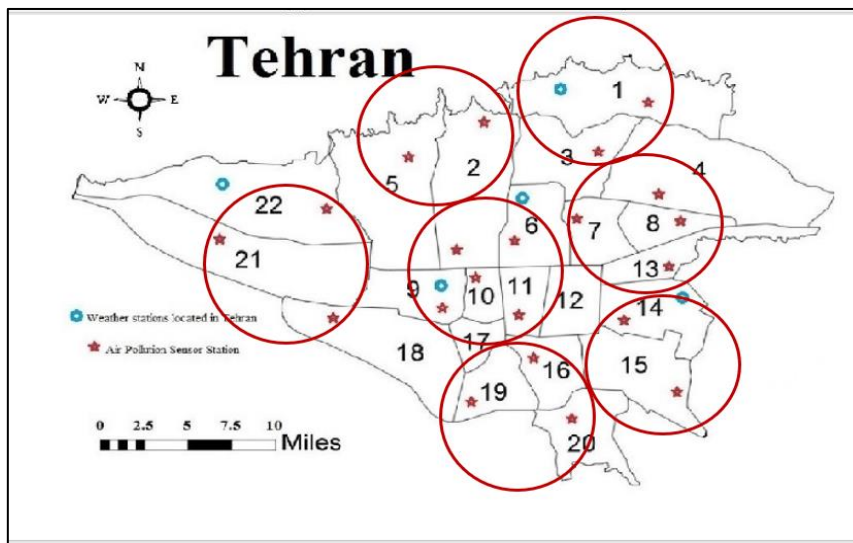 Tehran
N
W E
S
1
2
3
4
5
22
6
7
8
21
13
9
10
11
12
14
Weather stations located in Tehran
Air Pollution Sensor Station
18
17
16
15
19
20
0 2.5 5 7.5 10
Miles